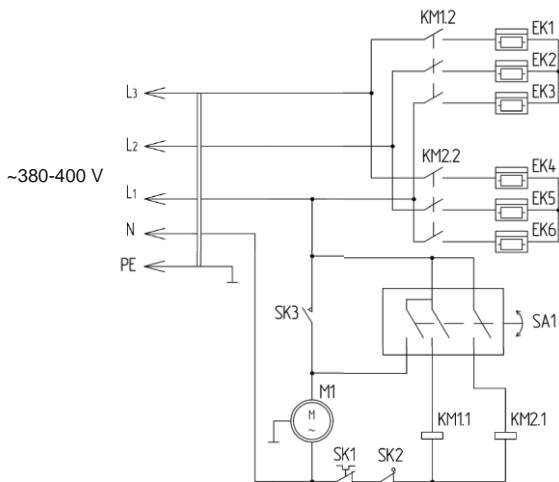 KM1.2
EK1
EK2
EK3
L3
L2
~380-400 V
L1
N
PE
KM2.2
EK4
EK5
EK6
SK3
SA1
M1
M
~
KM1.1
KM2.1
SK1
SK2